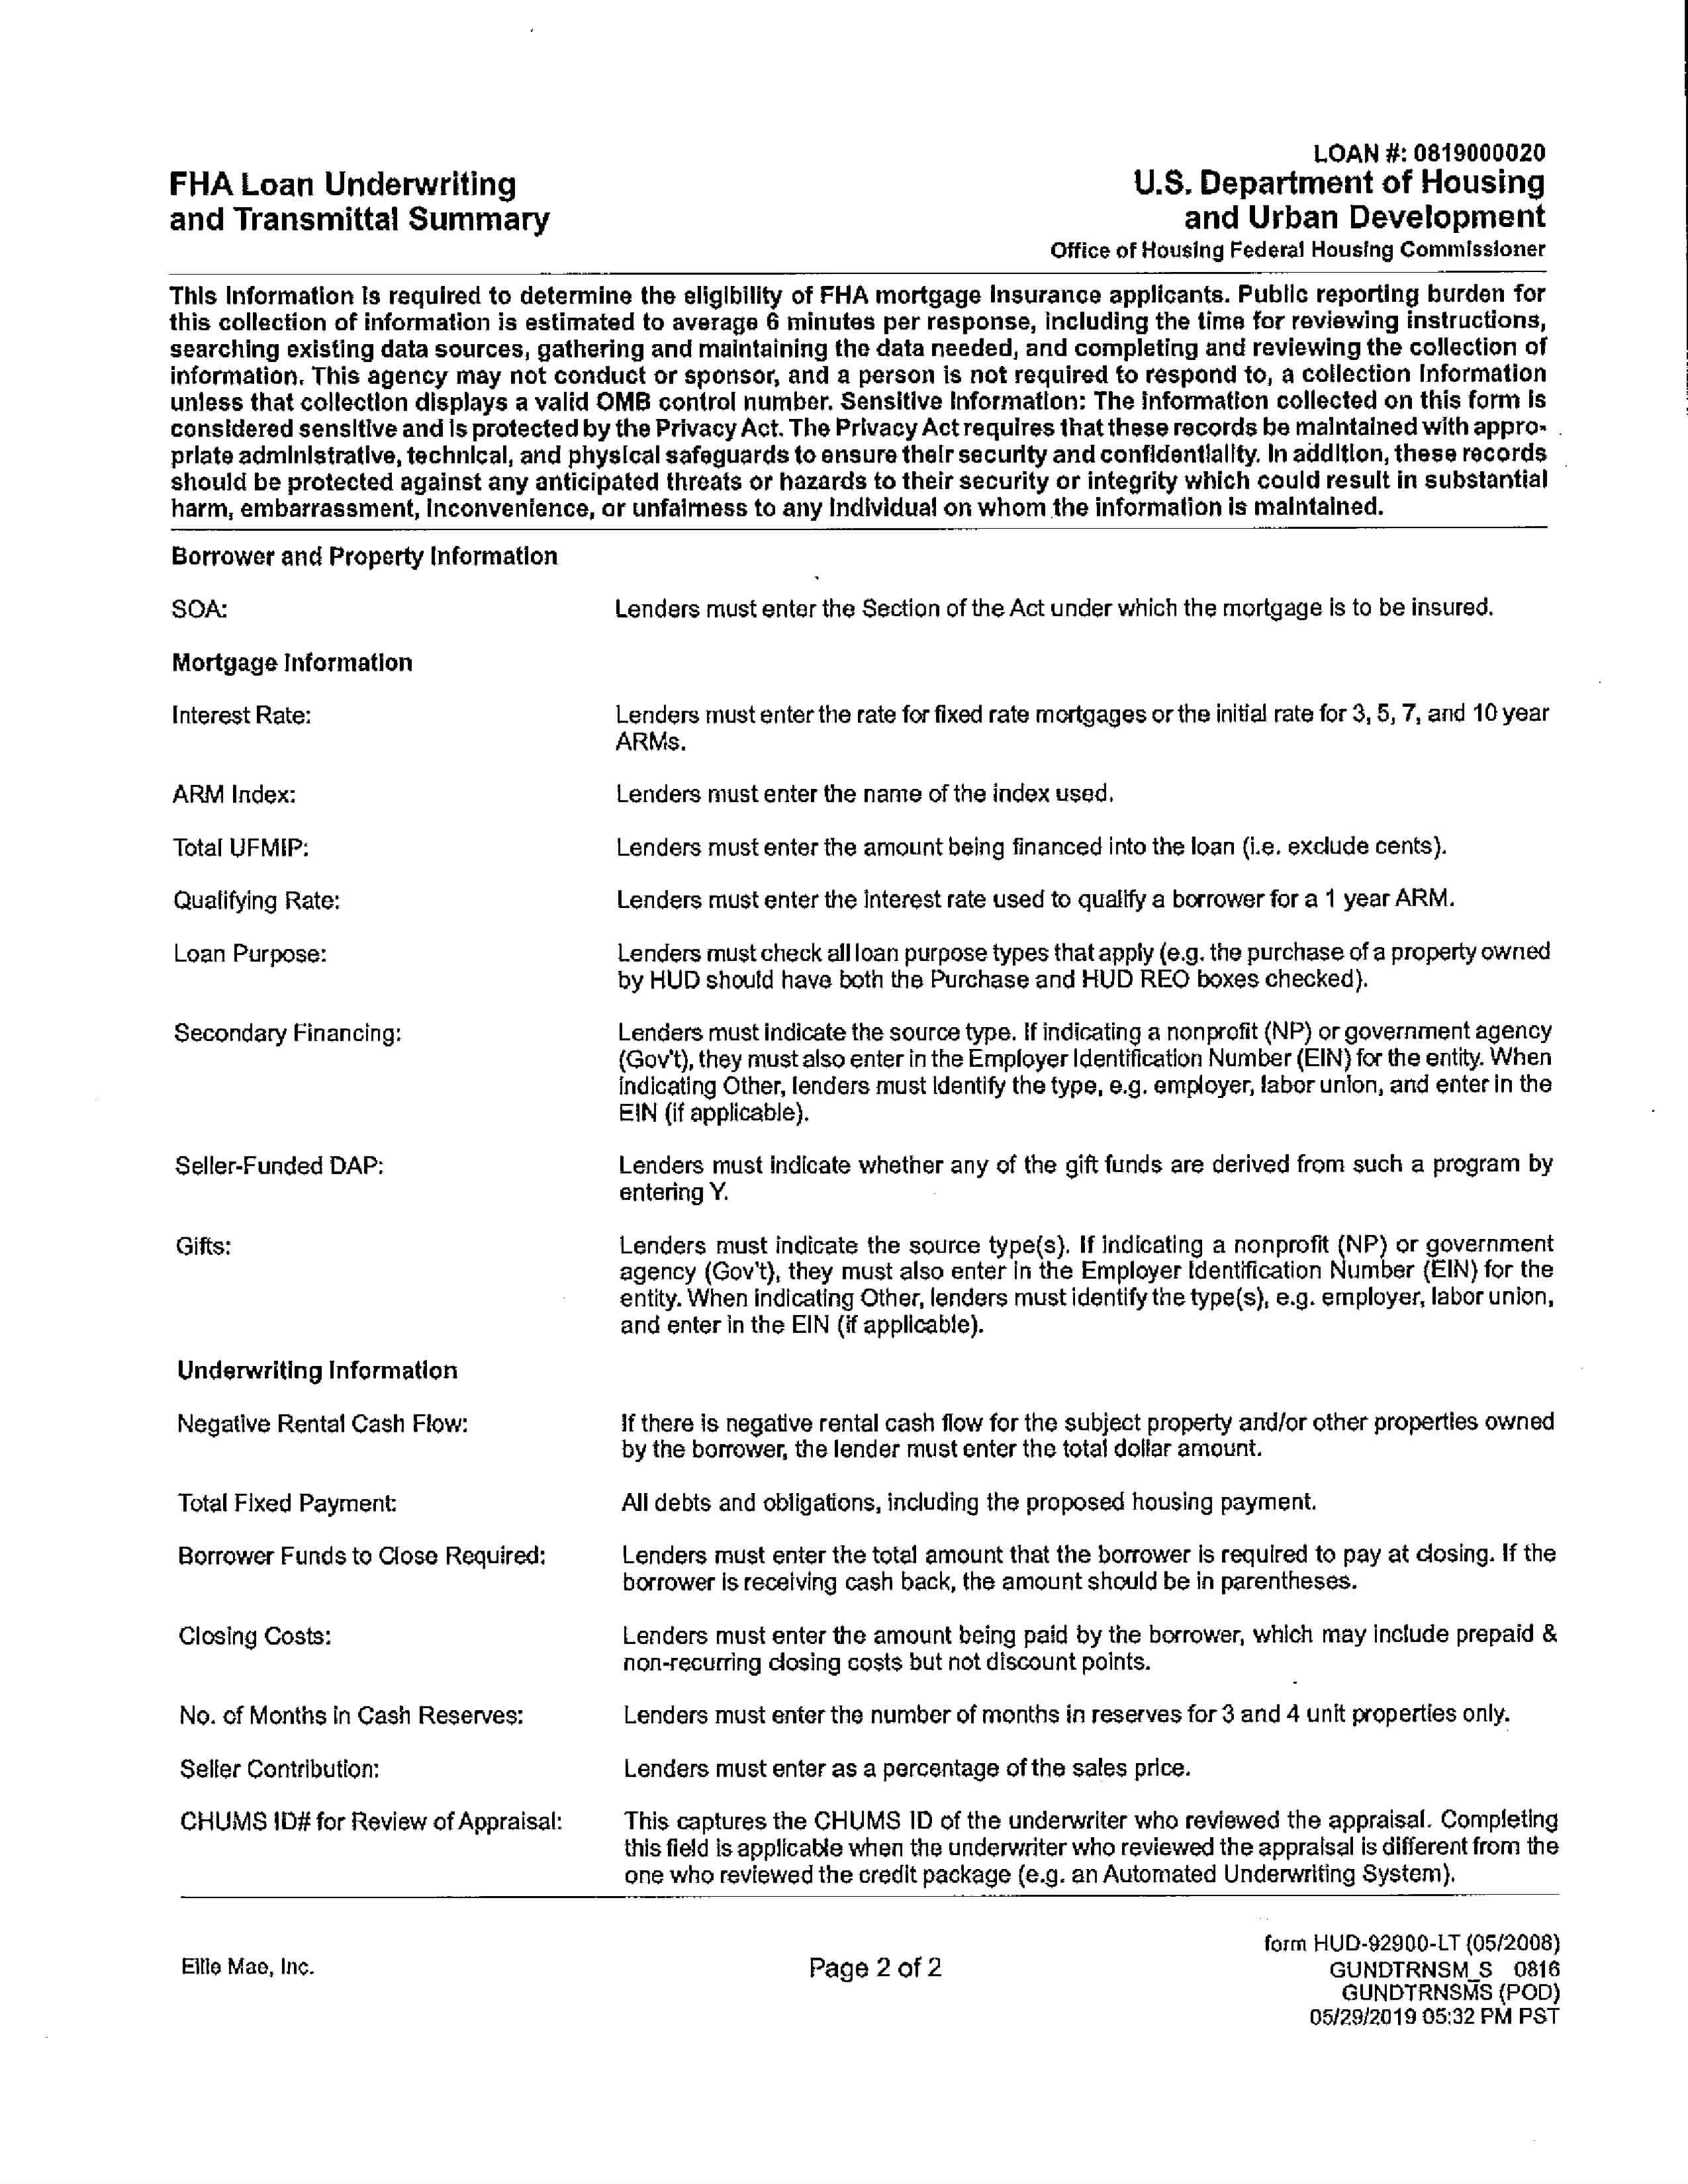 LOAN #: 0819000020
FHA Loan Underwriting
and Transmittal Summary
U.S. Department of Housing
and Urban Development
Office of Housing Federal Housing Commissioner
This information is required to determine the eligibility of FHA mortgage insurance applicants. Public reporting burden for
this collection of information is estimated to average 6 minutes per response, including the time for reviewing instructions,
searching existing data sources, gathering and maintaining the data needed, and completing and reviewing the collection of
information. This agency may not conduct or sponsor, and a person is not required to respond to, a collection information
unless that collection displays a valid OMB control number. Sensitive Information: The information collected on this form is
considered sensitive and is protected by the Privacy Act. The Privacy Act requires that these records be maintained with appro-
priate administrative, technical, and physical safeguards to ensure their security and confidentiality. In addition, these records
should be protected against any anticipated threats or hazards to their security or integrity which could result in substantial
harm, embarrassment, inconvenience, or unfairness to any individual on whom the information is maintained.
Borrower and Property Information
SOA: Lenders must enter the Section of the Act under which the mortgage is to be insured.
Mortgage Information
Interest Rate: Lenders must enter the rate for fixed rate mortgages or the initial rate for 3, 5, 7, and 10 year
ARMs.
ARM Index: Lenders must enter the name of the index used.
Total UFMIP: Lenders must enter the amount being financed into the loan (i.e. exclude cents).
Qualifying Rate: Lenders must enter the interest rate used to qualify a borrower for a 1 year ARM.
Loan Purpose: Lenders must check all loan purpose types that apply (e.g. the purchase of a property owned
by HUD should have both the Purchase and HUD REO boxes checked).
Secondary Financing: Lenders must indicate the source type. If indicating a nonprofit (NP) or government agency
(Gov't), they must also enter in the Employer Identification Number (EIN) for the entity. When
indicating Other, lenders must identify the type, e.g. employer, labor union, and enter in the
EIN (if applicable).
Seller-Funded DAP: Lenders must indicate whether any of the gift funds are derived from such a program by
entering Y.
Gifts: Lenders must indicate the source type(s). If indicating a nonprofit (NP) or government
agency (Gov't), they must also enter in the Employer Identification Number (EIN) for the
entity. When indicating Other, lenders must identify the type(s), e.g. employer, labor union,
and enter in the EIN (if applicable).
Underwriting Information
Negative Rental Cash Flow: If there is negative rental cash flow for the subject property and/or other properties owned
by the borrower, the lender must enter the total dollar amount.
Total Fixed Payment: All debts and obligations, including the proposed housing payment.
Borrower Funds to Close Required: Lenders must enter the total amount that the borrower is required to pay at closing. If the
borrower is receiving cash back, the amount should be in parentheses.
Closing Costs: Lenders must enter the amount being paid by the borrower, which may include prepaid &
non-recurring closing costs but not discount points.
No. of Months in Cash Reserves: Lenders must enter the number of months in reserves for 3 and 4 unit properties only.
Seller Contribution: Lenders must enter as a percentage of the sales price.
CHUMS ID# for Review of Appraisal: This captures the CHUMS ID of the underwriter who reviewed the appraisal. Completing
this field is applicable when the underwriter who reviewed the appraisal is different from the
one who reviewed the credit package (e.g. an Automated Underwriting System).
form HUD-92900-LT (05/2008)
Ellie Mae, Inc. Page 2 of 2 GUNDTRNSM_S 0816
GUNDTRNSMS (POD)
05/29/2019 05:32 PM PST